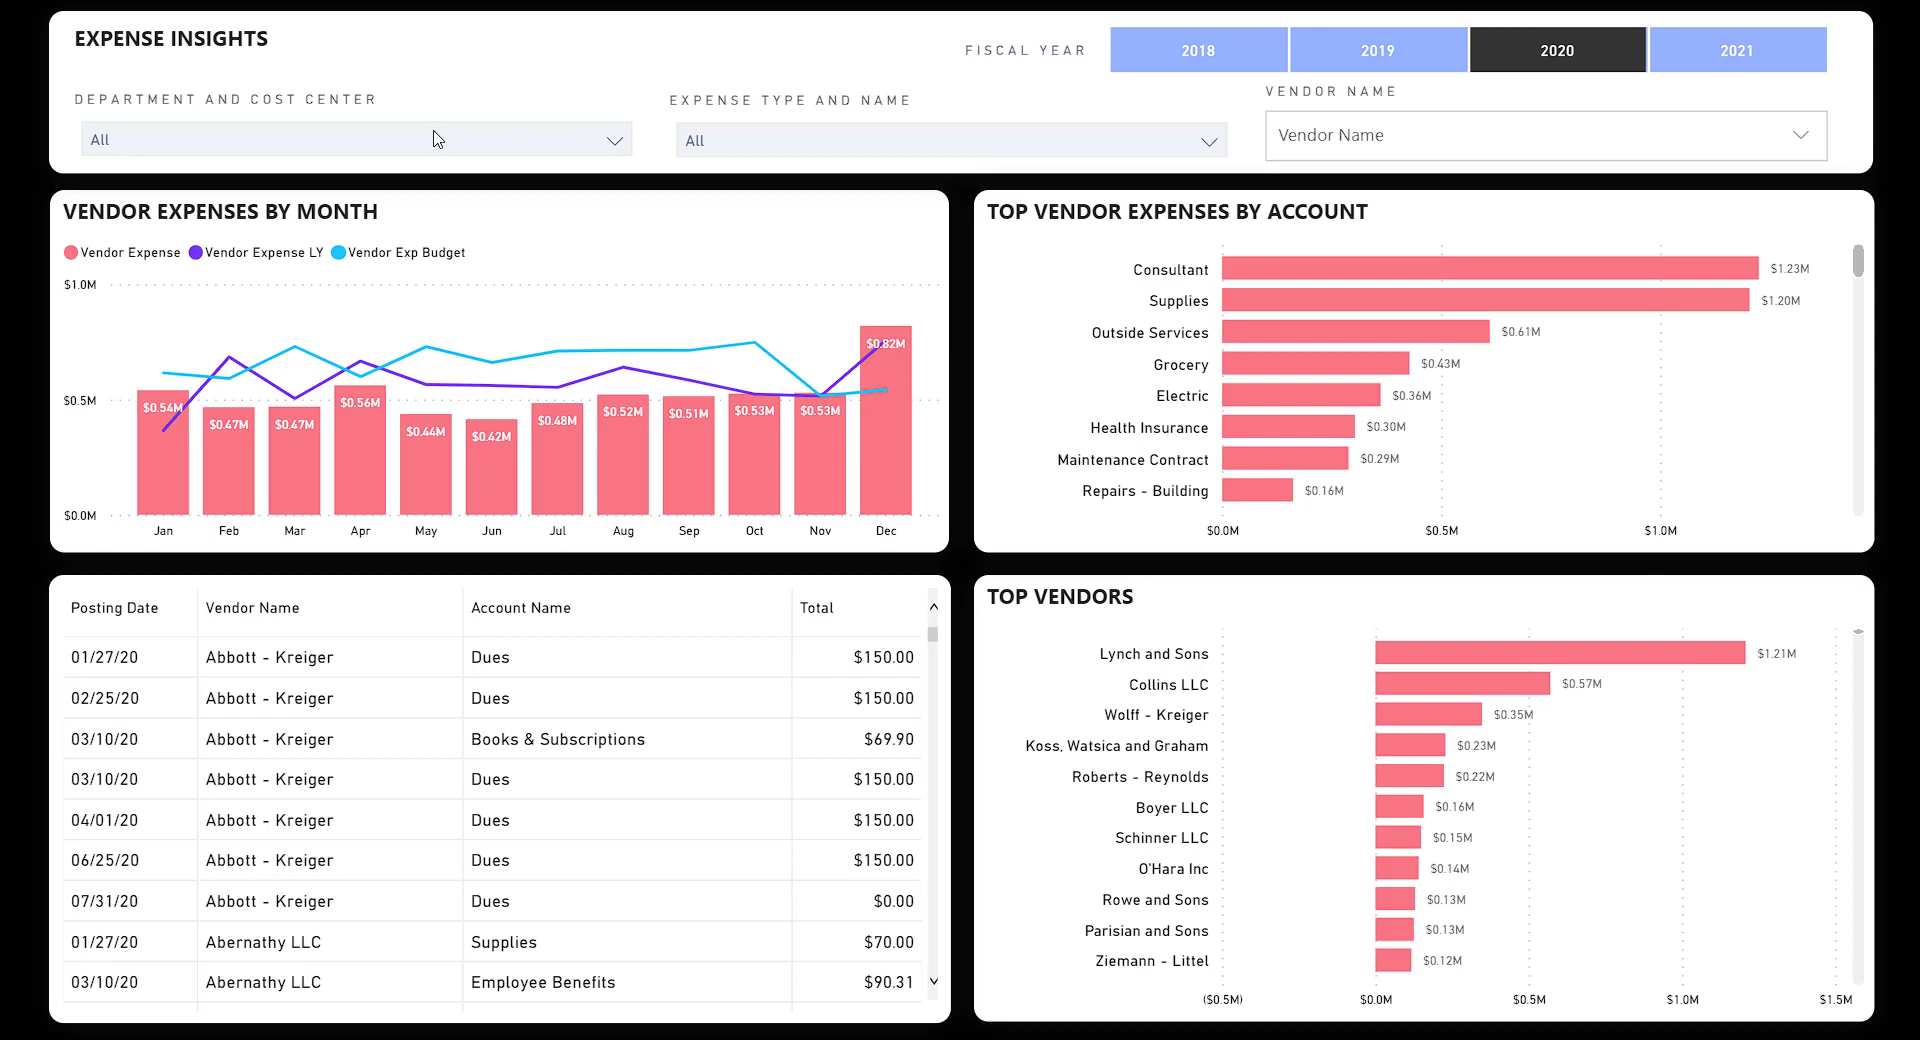 EXPENSE INSIGHTS
FISCAL YEAR
2018
2019
2020
2021
DEPARTMENT AND COST CENTER
All
EXPENSE TYPE AND NAME
All
VENDOR NAME
Vendor Name
VENDOR EXPENSES BY MONTH
Vendor Expense Vendor Expense LY Vendor Exp Budget
$1.0M
$0.5M
$0.0M
$0.54M
$0.47M
$0.47M
$0.56M
$0.44M
$0.42M
$0.48M
$0.52M
$0.51M
$0.53M
$0.53M
$0.82M
Jan Feb Mar Apr May Jun Jul Aug Sep Oct Nov Dec
TOP VENDOR EXPENSES BY ACCOUNT
Consultant $1.23M
Supplies $1.20M
Outside Services $0.61M
Grocery $0.43M
Electric $0.36M
Health Insurance $0.30M
Maintenance Contract $0.29M
Repairs - Building $0.16M
$0.0M $0.5M $1.0M
Posting Date Vendor Name Account Name Total
01/27/20 Abbott - Kreiger Dues $150.00
02/25/20 Abbott - Kreiger Dues $150.00
03/10/20 Abbott - Kreiger Books & Subscriptions $69.90
03/10/20 Abbott - Kreiger Dues $150.00
04/01/20 Abbott - Kreiger Dues $150.00
06/25/20 Abbott - Kreiger Dues $150.00
07/31/20 Abbott - Kreiger Dues $0.00
01/27/20 Abernathy LLC Supplies $70.00
03/10/20 Abernathy LLC Employee Benefits $90.31
TOP VENDORS
Lynch and Sons $1.21M
Collins LLC $0.57M
Wolff - Kreiger $0.35M
Koss, Watsica and Graham $0.23M
Roberts - Reynolds $0.22M
Boyer LLC $0.16M
Schinner LLC $0.15M
O'Hara Inc $0.14M
Rowe and Sons $0.13M
Parisian and Sons $0.13M
Ziemann - Littel $0.12M
($0.5M) $0.0M $0.5M $1.0M $1.5M